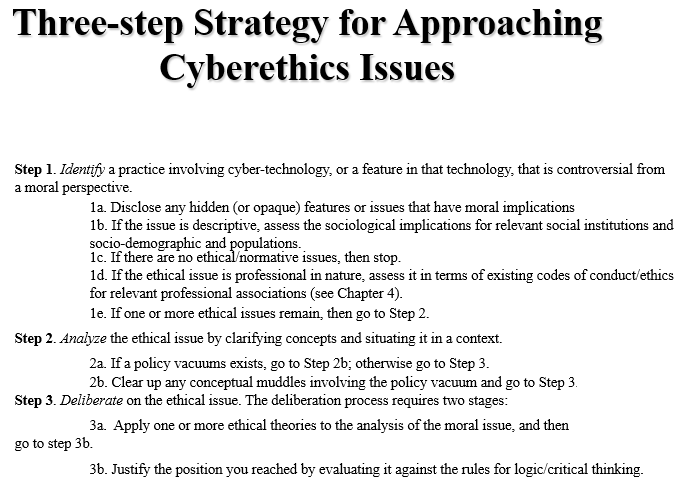 Three-step Strategy for Approaching
Cyberethics Issues
Step 1. Identify a practice involving cyber-technology, or a feature in that technology, that is controversial from
a moral perspective.
1a. Disclose any hidden (or opaque) features or issues that have moral implications
1b. If the issue is descriptive, assess the sociological implications for relevant social institutions and
socio-demographic and populations.
1c. If there are no ethical/normative issues, then stop.
1d. If the ethical issue is professional in nature, assess it in terms of existing codes of conduct/ethics
for relevant professional associations (see Chapter 4).
1e. If one or more ethical issues remain, then go to Step 2.
Step 2. Analyze the ethical issue by clarifying concepts and situating it in a context.
2a. If a policy vacuums exists, go to Step 2b; otherwise go to Step 3.
2b. Clear up any conceptual muddles involving the policy vacuum and go to Step 3.
Step 3. Deliberate on the ethical issue. The deliberation process requires two stages:
3a. Apply one or more ethical theories to the analysis of the moral issue, and then
go to step 3b.
3b. Justify the position you reached by evaluating it against the rules for logic/critical thinking.